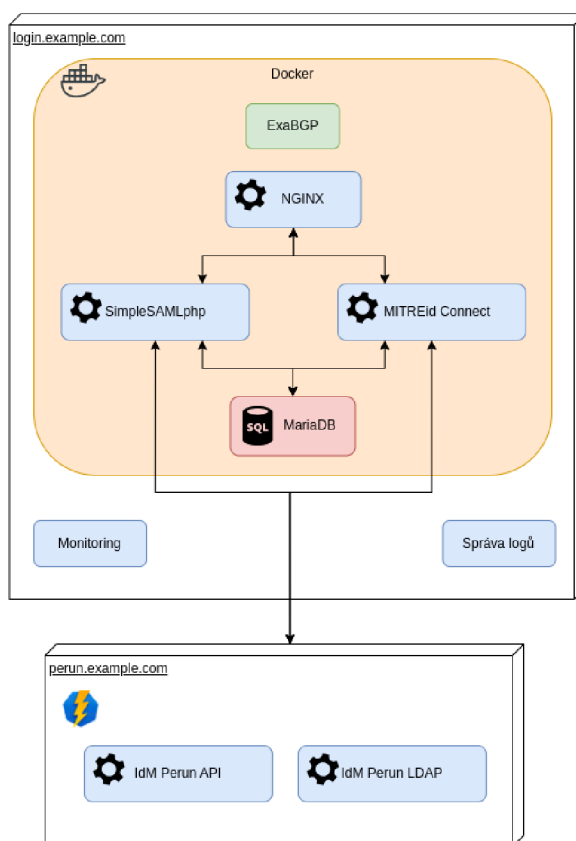 login.example.com
Docker
ExaBGP
NGINX
SimpleSAMLphp
MITREid Connect
SQL
MariaDB
Monitoring
Správa logů
perun.example.com
IdM Perun API
IdM Perun LDAP